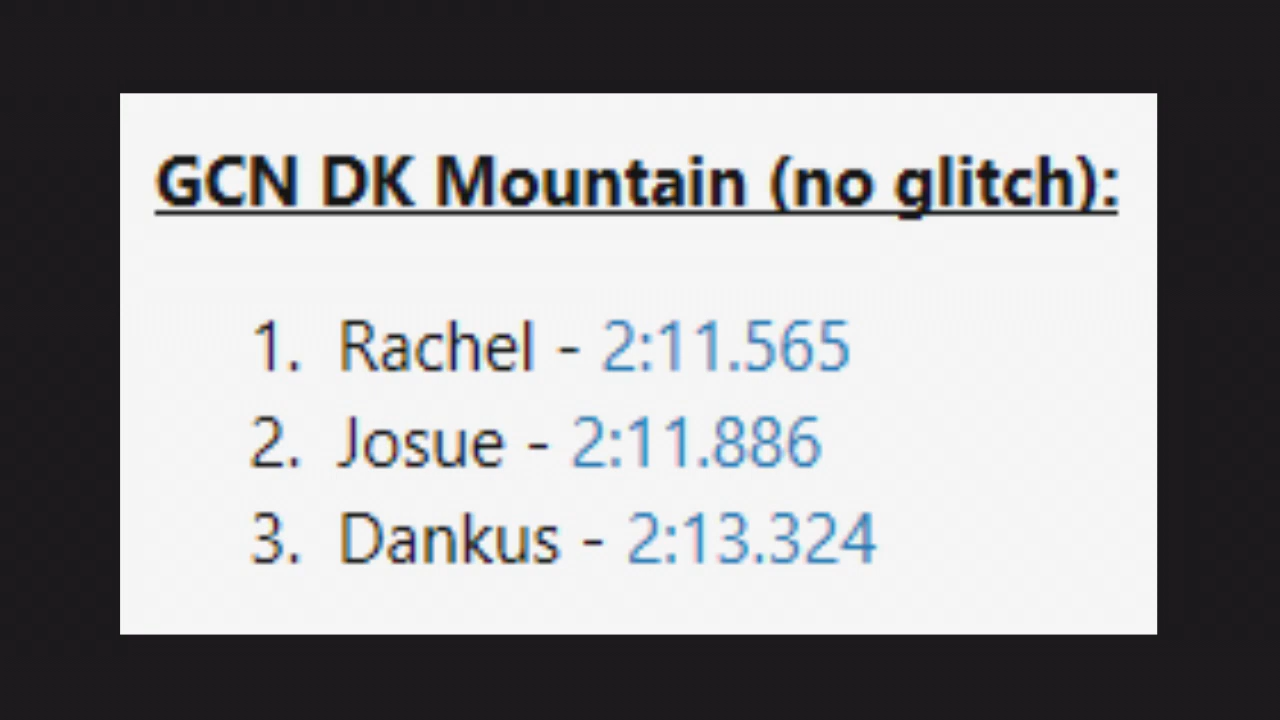 GCN DK Mountain (no glitch):
1. Rachel - 2:11.565
2. Josue - 2:11.886
3. Dankus - 2:13.324